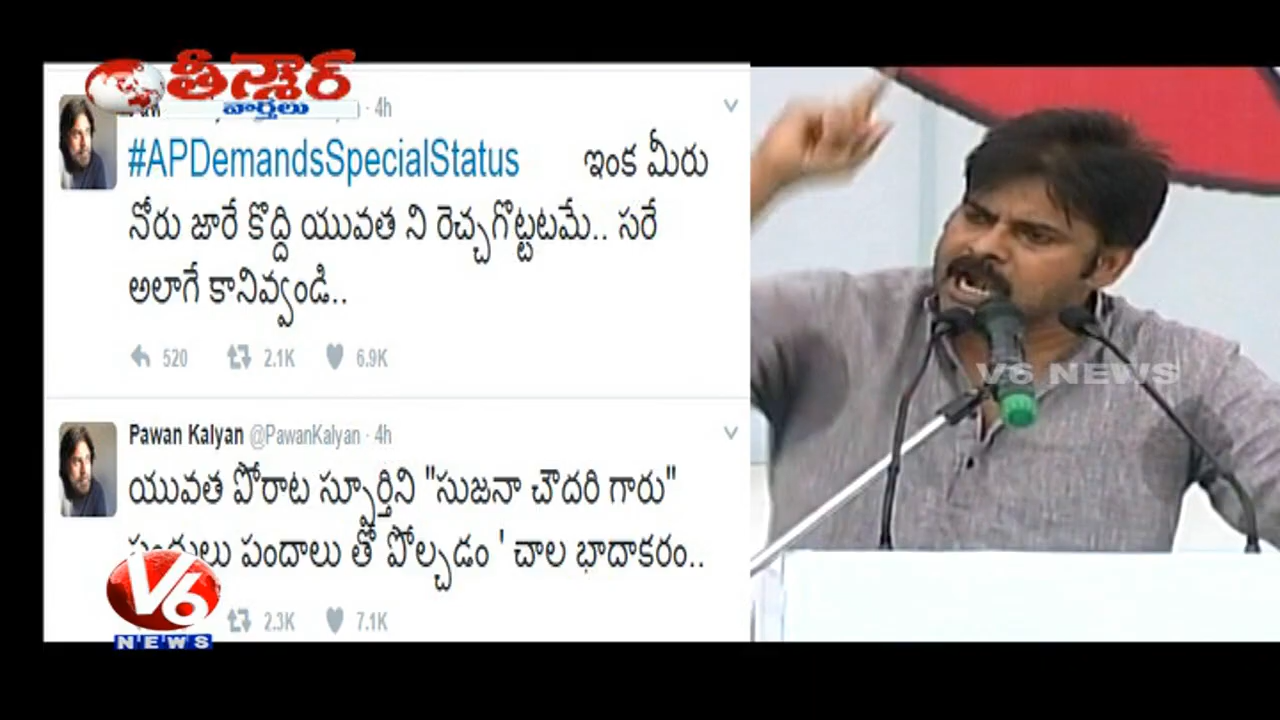 తీన్మార్
వార్తలు
· 4h
#APDemandsSpecialStatus ఇంక మీరు
నోరు జారే కొద్ది యువత ని రెచ్చగొట్టటమే.. సరే
అలాగే కానివ్వండి..
520 2.1K 6.9K
Pawan Kalyan @PawanKalyan · 4h
యువత పోరాట స్పూర్తిని "సుజనా చౌదరి గారు"
పందాలు తో పోల్చడం ' చాల భాదాకరం..
2.3K 7.1K
V6
NEWS
V6 NEWS